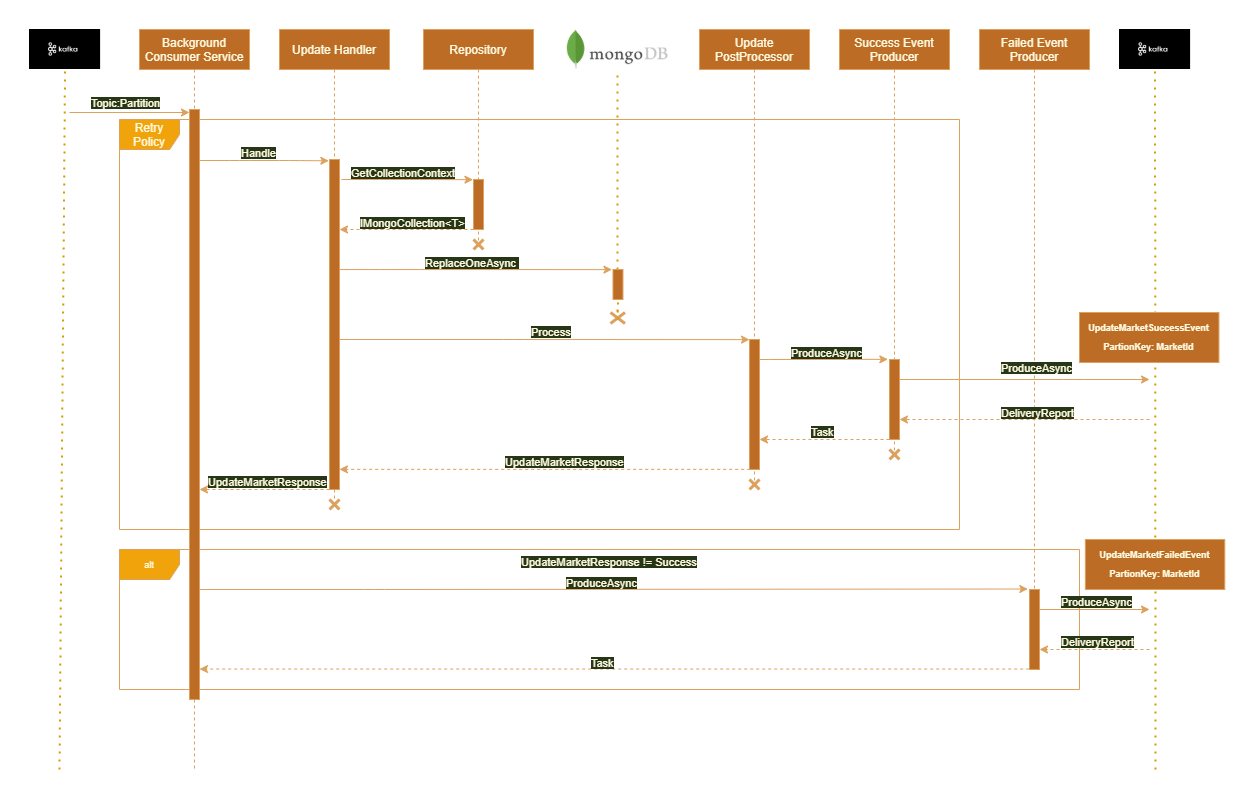 kafka
Background
Consumer Service
Update Handler
Repository
mongoDB
Update
PostProcessor
Success Event
Producer
Failed Event
Producer
kafka
Topic:Partition
Retry
Policy
Handle
GetCollectionContext
IMongoCollection<T>
ReplaceOneAsync
UpdateMarketSuccessEvent
PartionKey: MarketId
Process
ProduceAsync
ProduceAsync
DeliveryReport
Task
UpdateMarketResponse
UpdateMarketResponse
alt
UpdateMarketResponse != Success
UpdateMarketFailedEvent
PartionKey: MarketId
ProduceAsync
ProduceAsync
DeliveryReport
Task